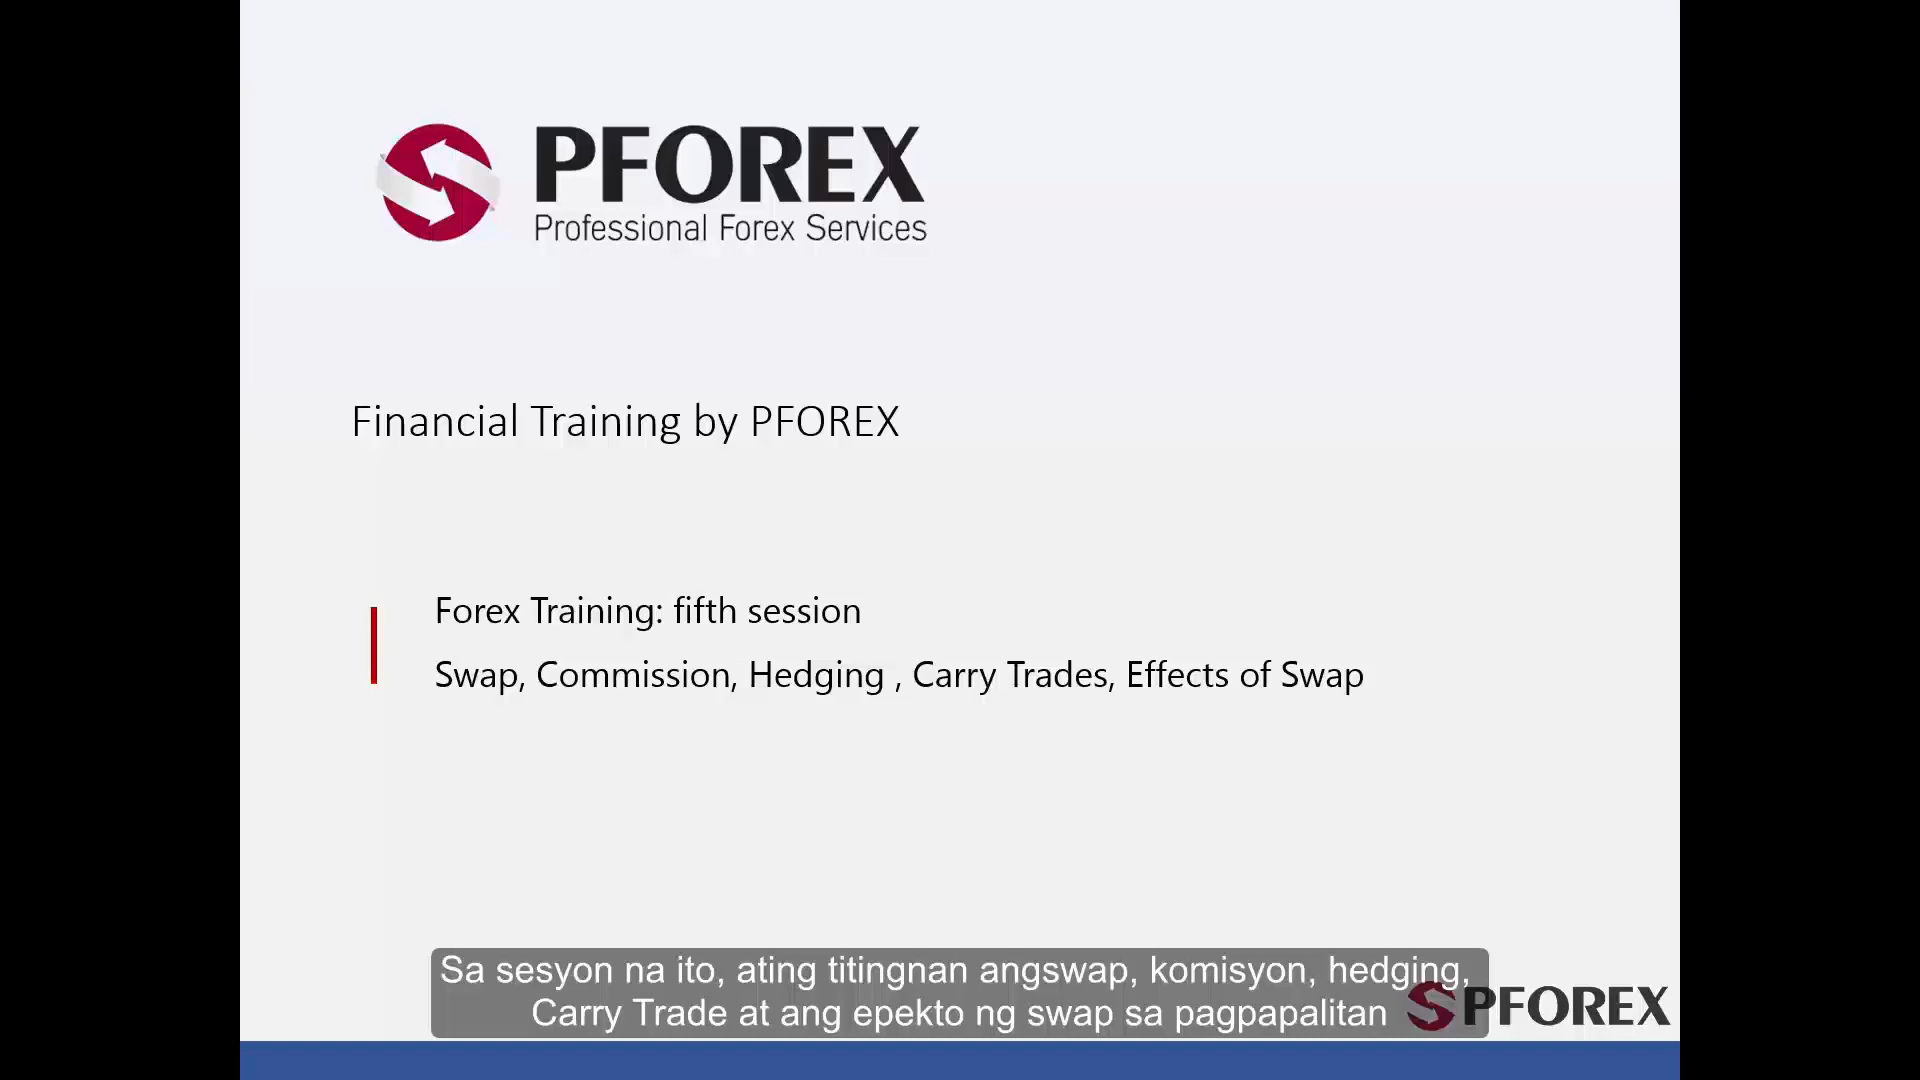 PFOREX
Professional Forex Services
Financial Training by PFOREX
Forex Training: fifth session
Swap, Commission, Hedging , Carry Trades, Effects of Swap
Sa sesyon na ito, ating titingnan angswap, komisyon, hedging,
Carry Trade at ang epekto ng swap sa pagpapalitan
PFOREX